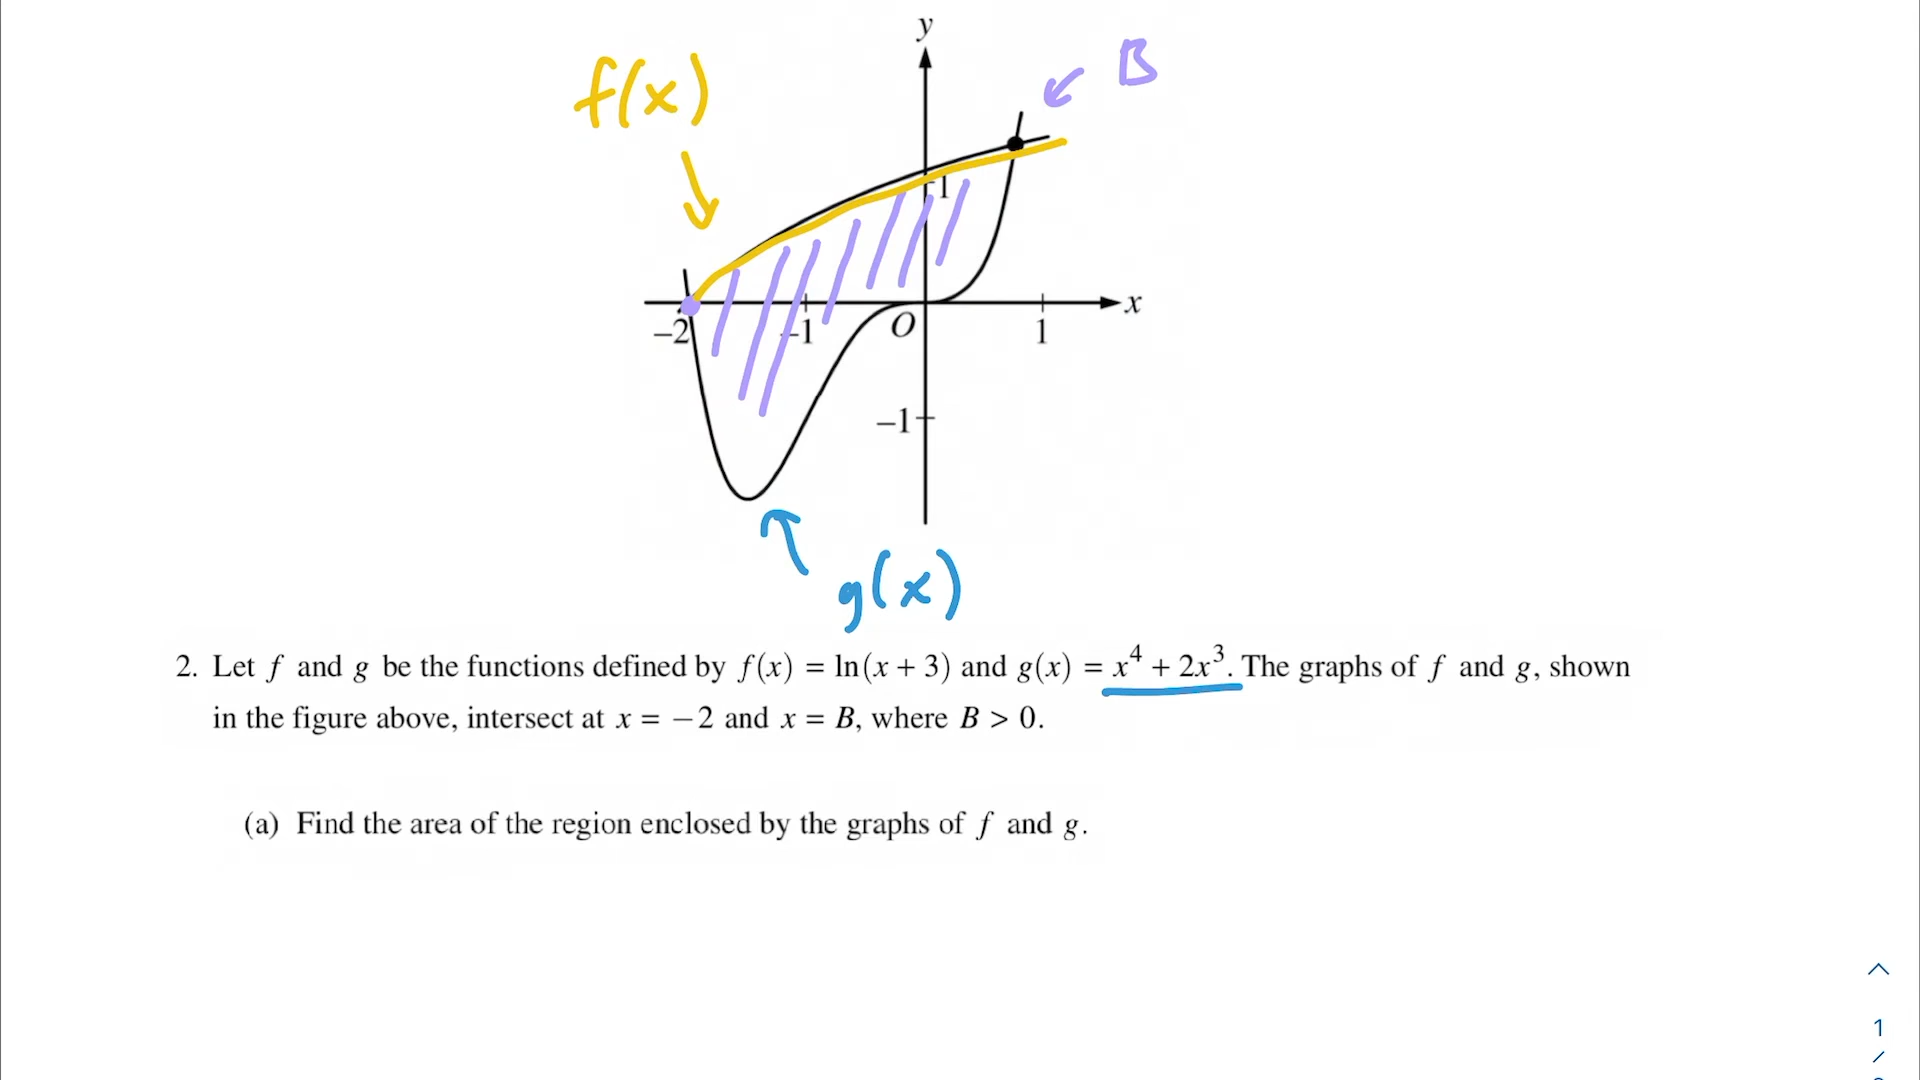 y
f(x)
B
1
x
−2
−1
O
1
−1
g(x)
2. Let f and g be the functions defined by f(x) = ln(x + 3) and g(x) = x⁴ + 2x³. The graphs of f and g, shown
in the figure above, intersect at x = −2 and x = B, where B > 0.
(a) Find the area of the region enclosed by the graphs of f and g.
1
/